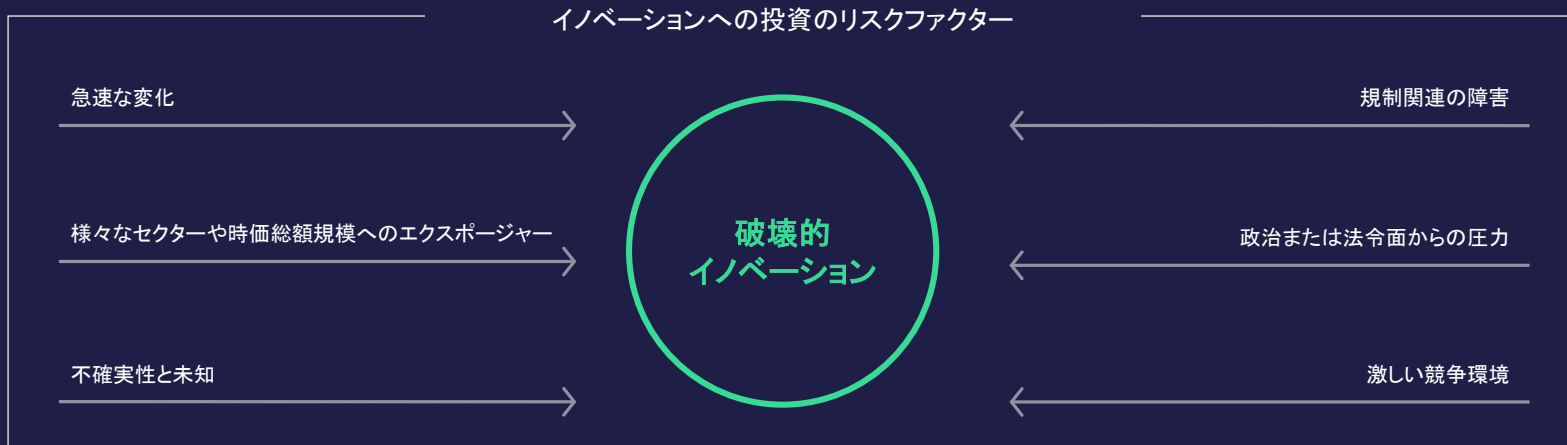 イノベーションへの投資のリスクファクター
急速な変化
規制関連の障害
様々なセクターや時価総額規模へのエクスポージャー
破壊的
イノベーション
政治または法令面からの圧力
不確実性と未知
激しい競争環境